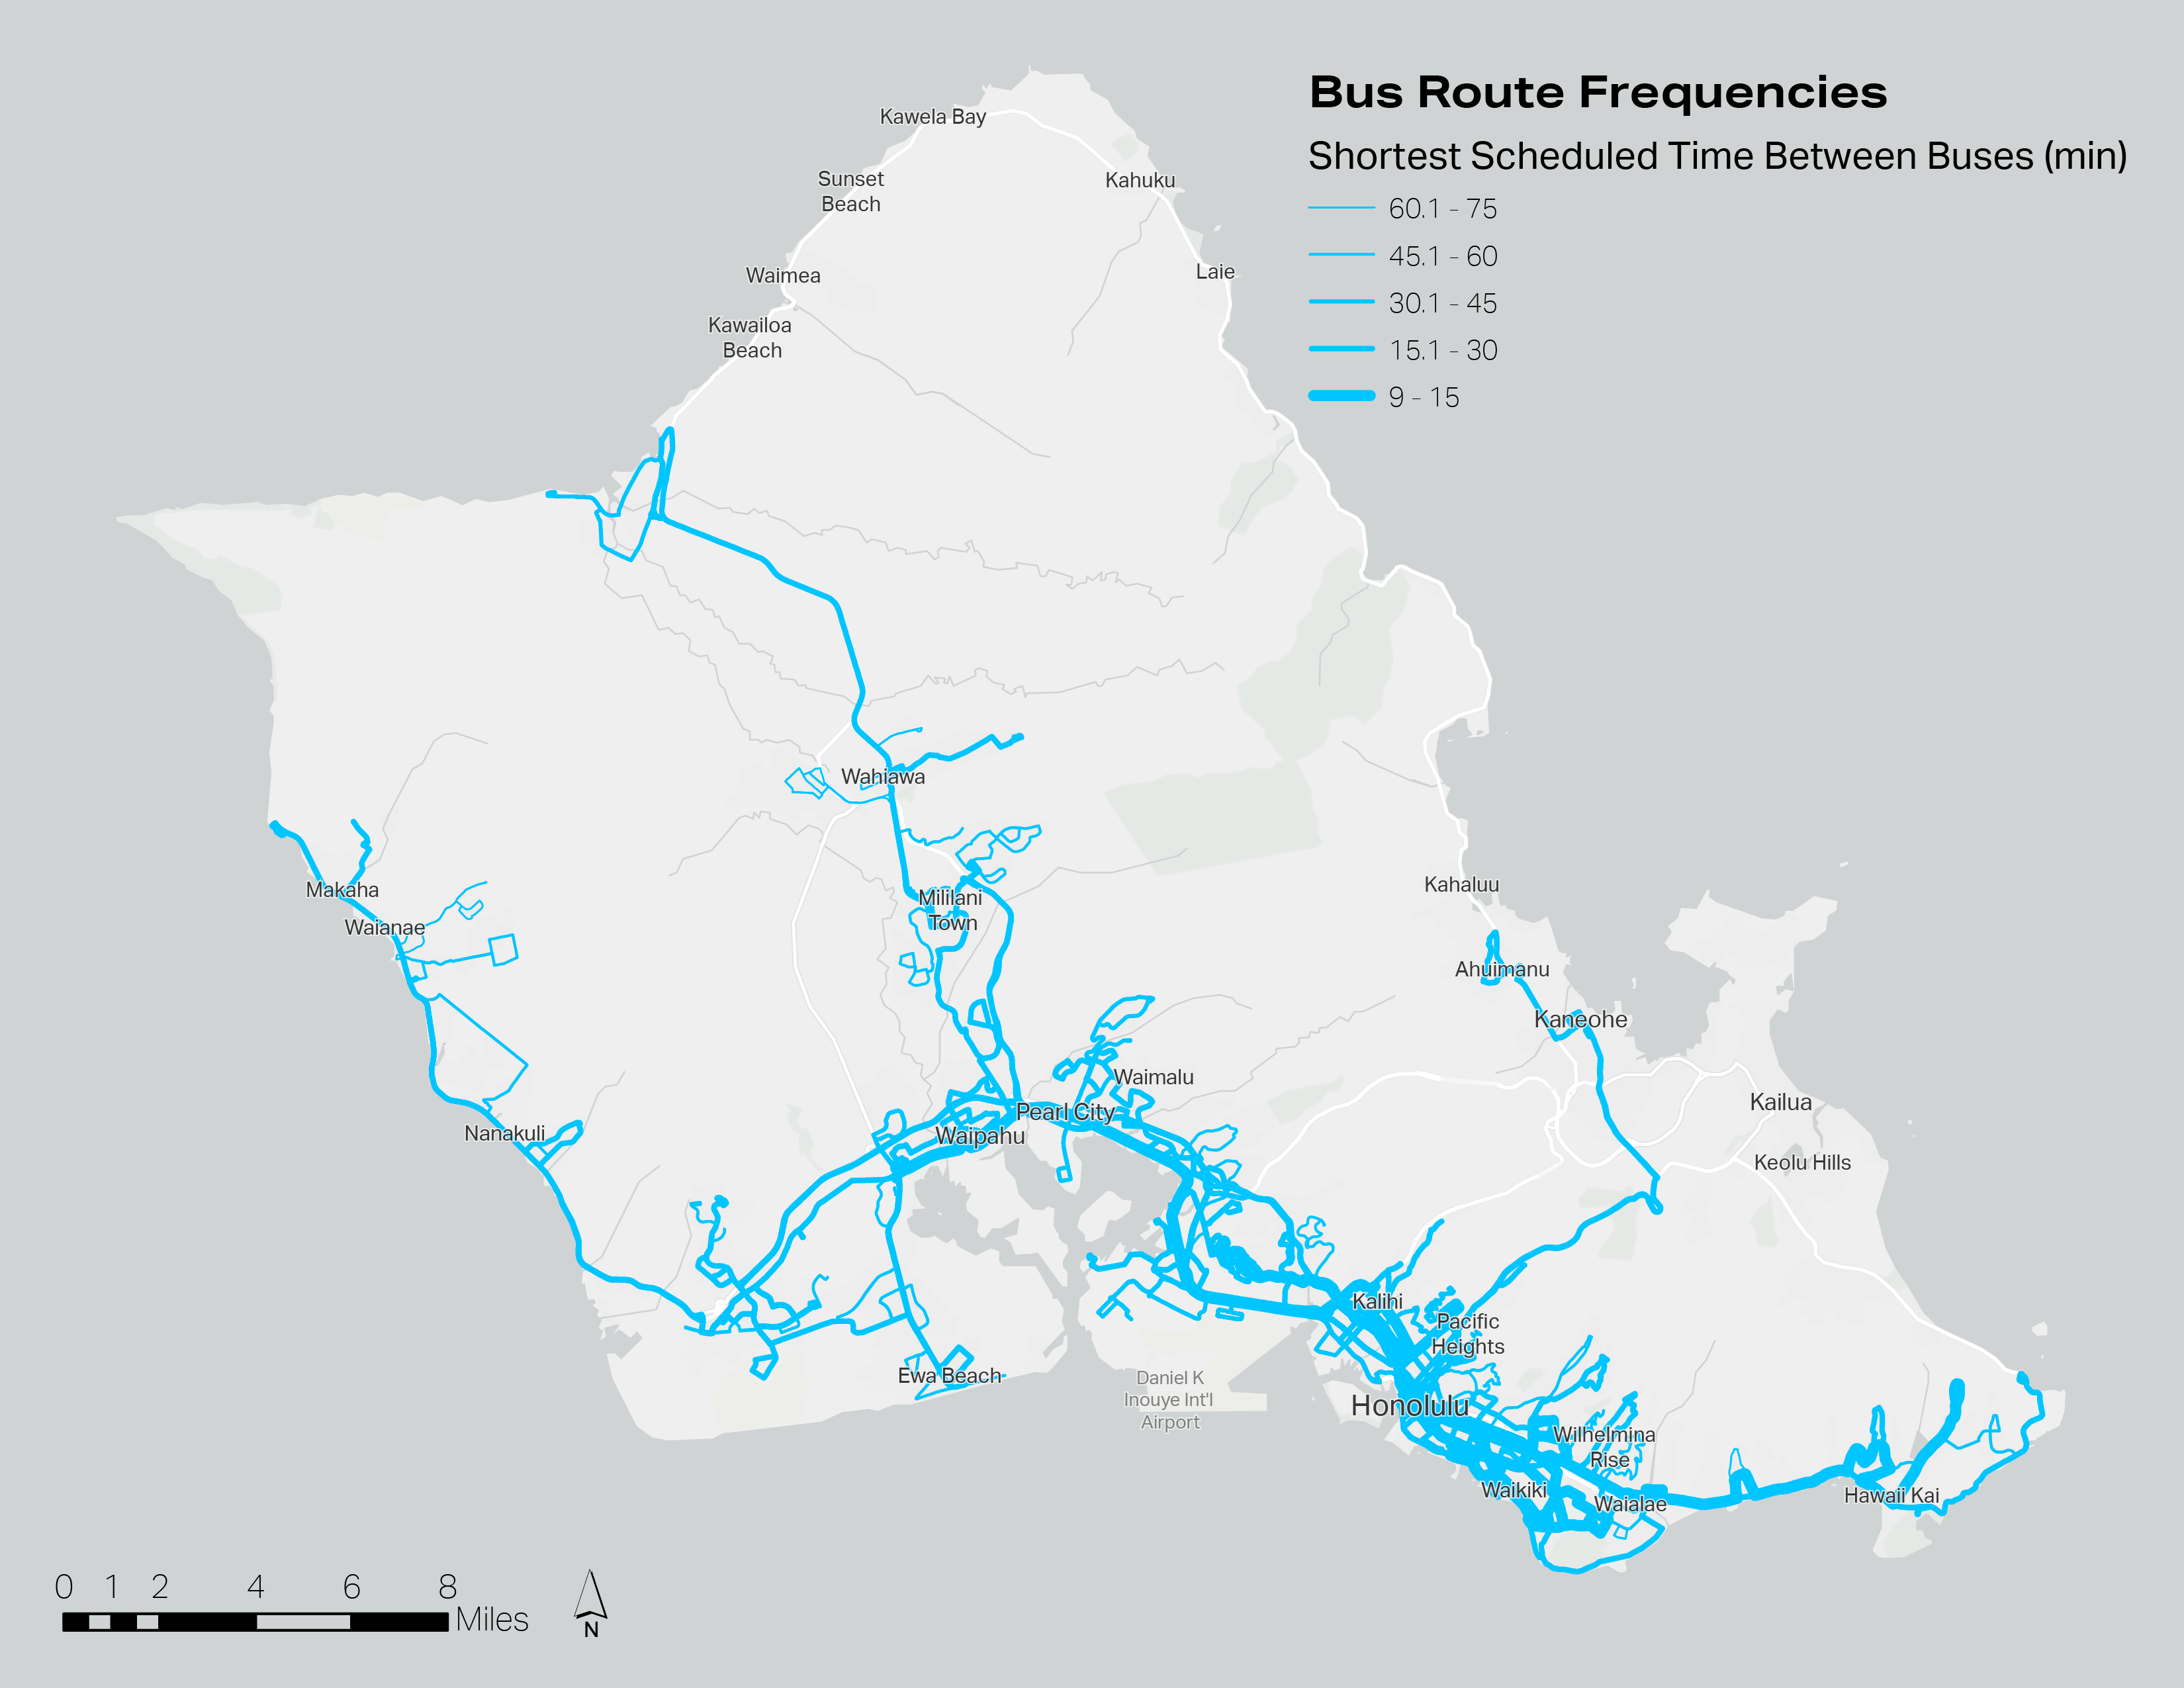 Bus Route Frequencies
Shortest Scheduled Time Between Buses (min)
60.1 - 75
45.1 - 60
30.1 - 45
15.1 - 30
9 - 15
Kawela Bay
Sunset
Beach
Kahuku
Waimea
Laie
Kawailoa
Beach
Wahiawa
Makaha
Waianae
Mililani
Town
Kahaluu
Ahuimanu
Kaneohe
Waimalu
Pearl City
Waipahu
Nanakuli
Kailua
Keolu Hills
Kalihi
Pacific
Heights
Ewa Beach
Daniel K
Inouye Int'l
Airport
Honolulu
Wilhelmina
Rise
Waikiki
Waialae
Hawaii Kai
0 1 2 4 6 8
Miles
N